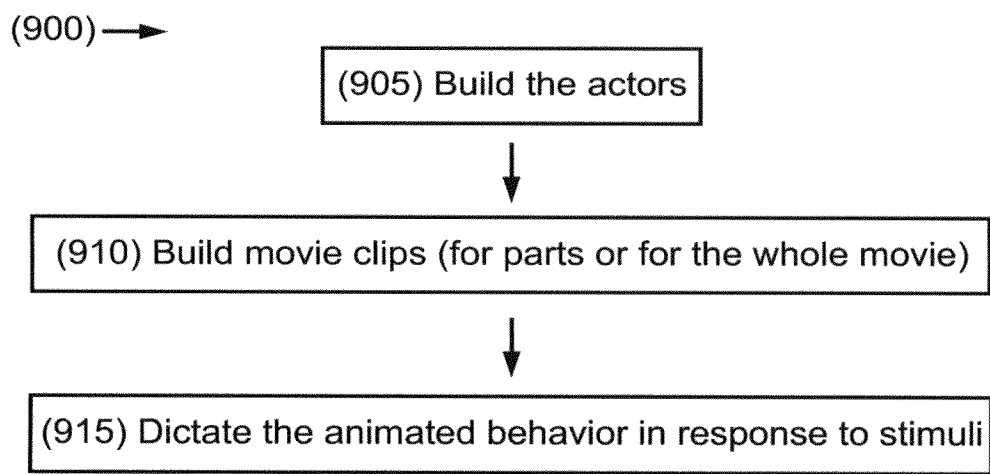 (900)
(905) Build the actors
(910) Build movie clips (for parts or for the whole movie)
(915) Dictate the animated behavior in response to stimuli